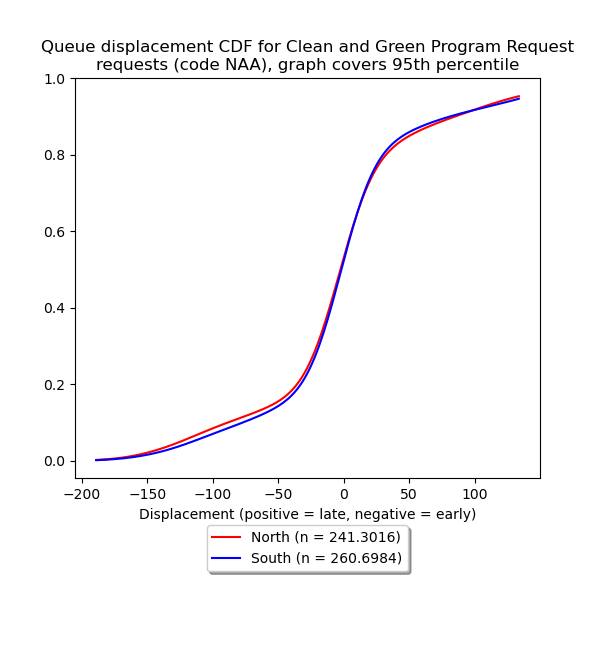 Queue displacement CDF for Clean and Green Program Request
requests (code NAA), graph covers 95th percentile
1.0
0.8
0.6
0.4
0.2
0.0
−200
−150
−100
−50
0
50
100
Displacement (positive = late, negative = early)
North (n = 241.3016)
South (n = 260.6984)